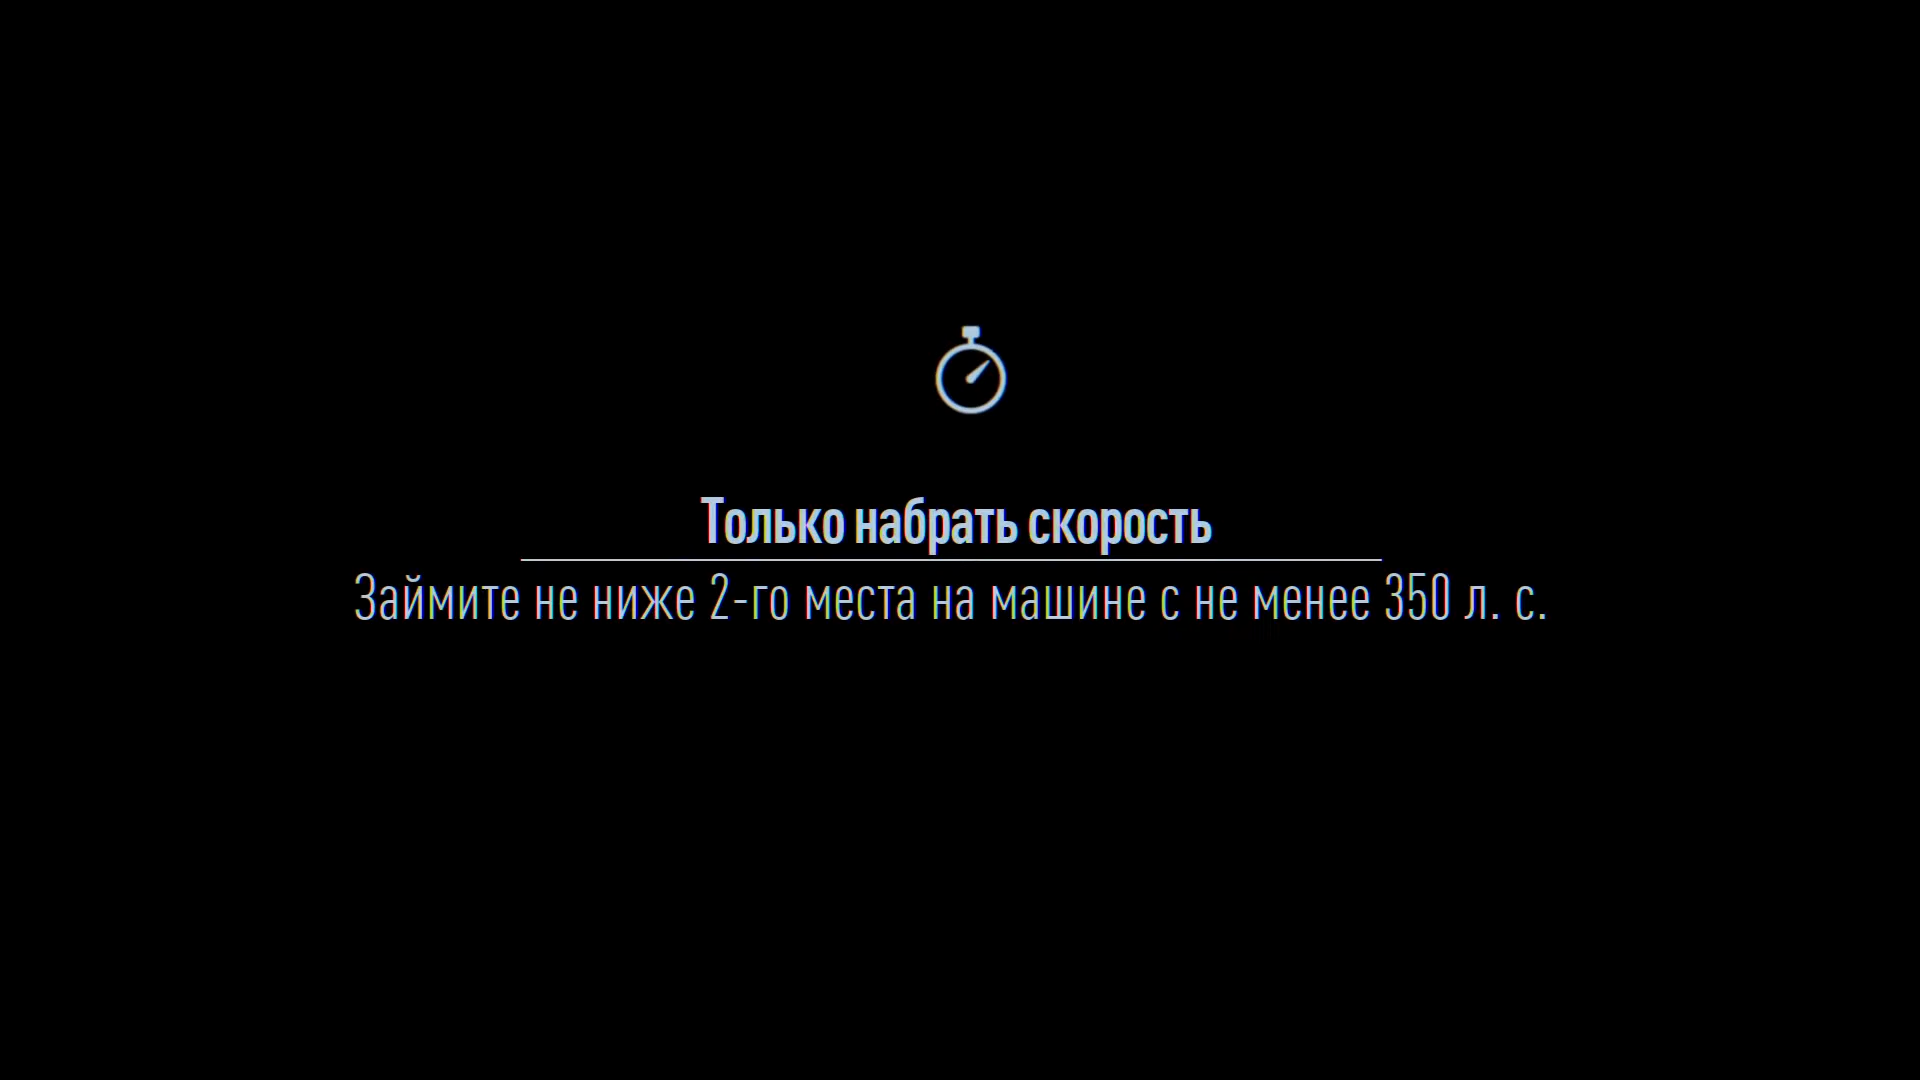 Только набрать скорость
Займите не ниже 2-го места на машине с не менее 350 л. с.